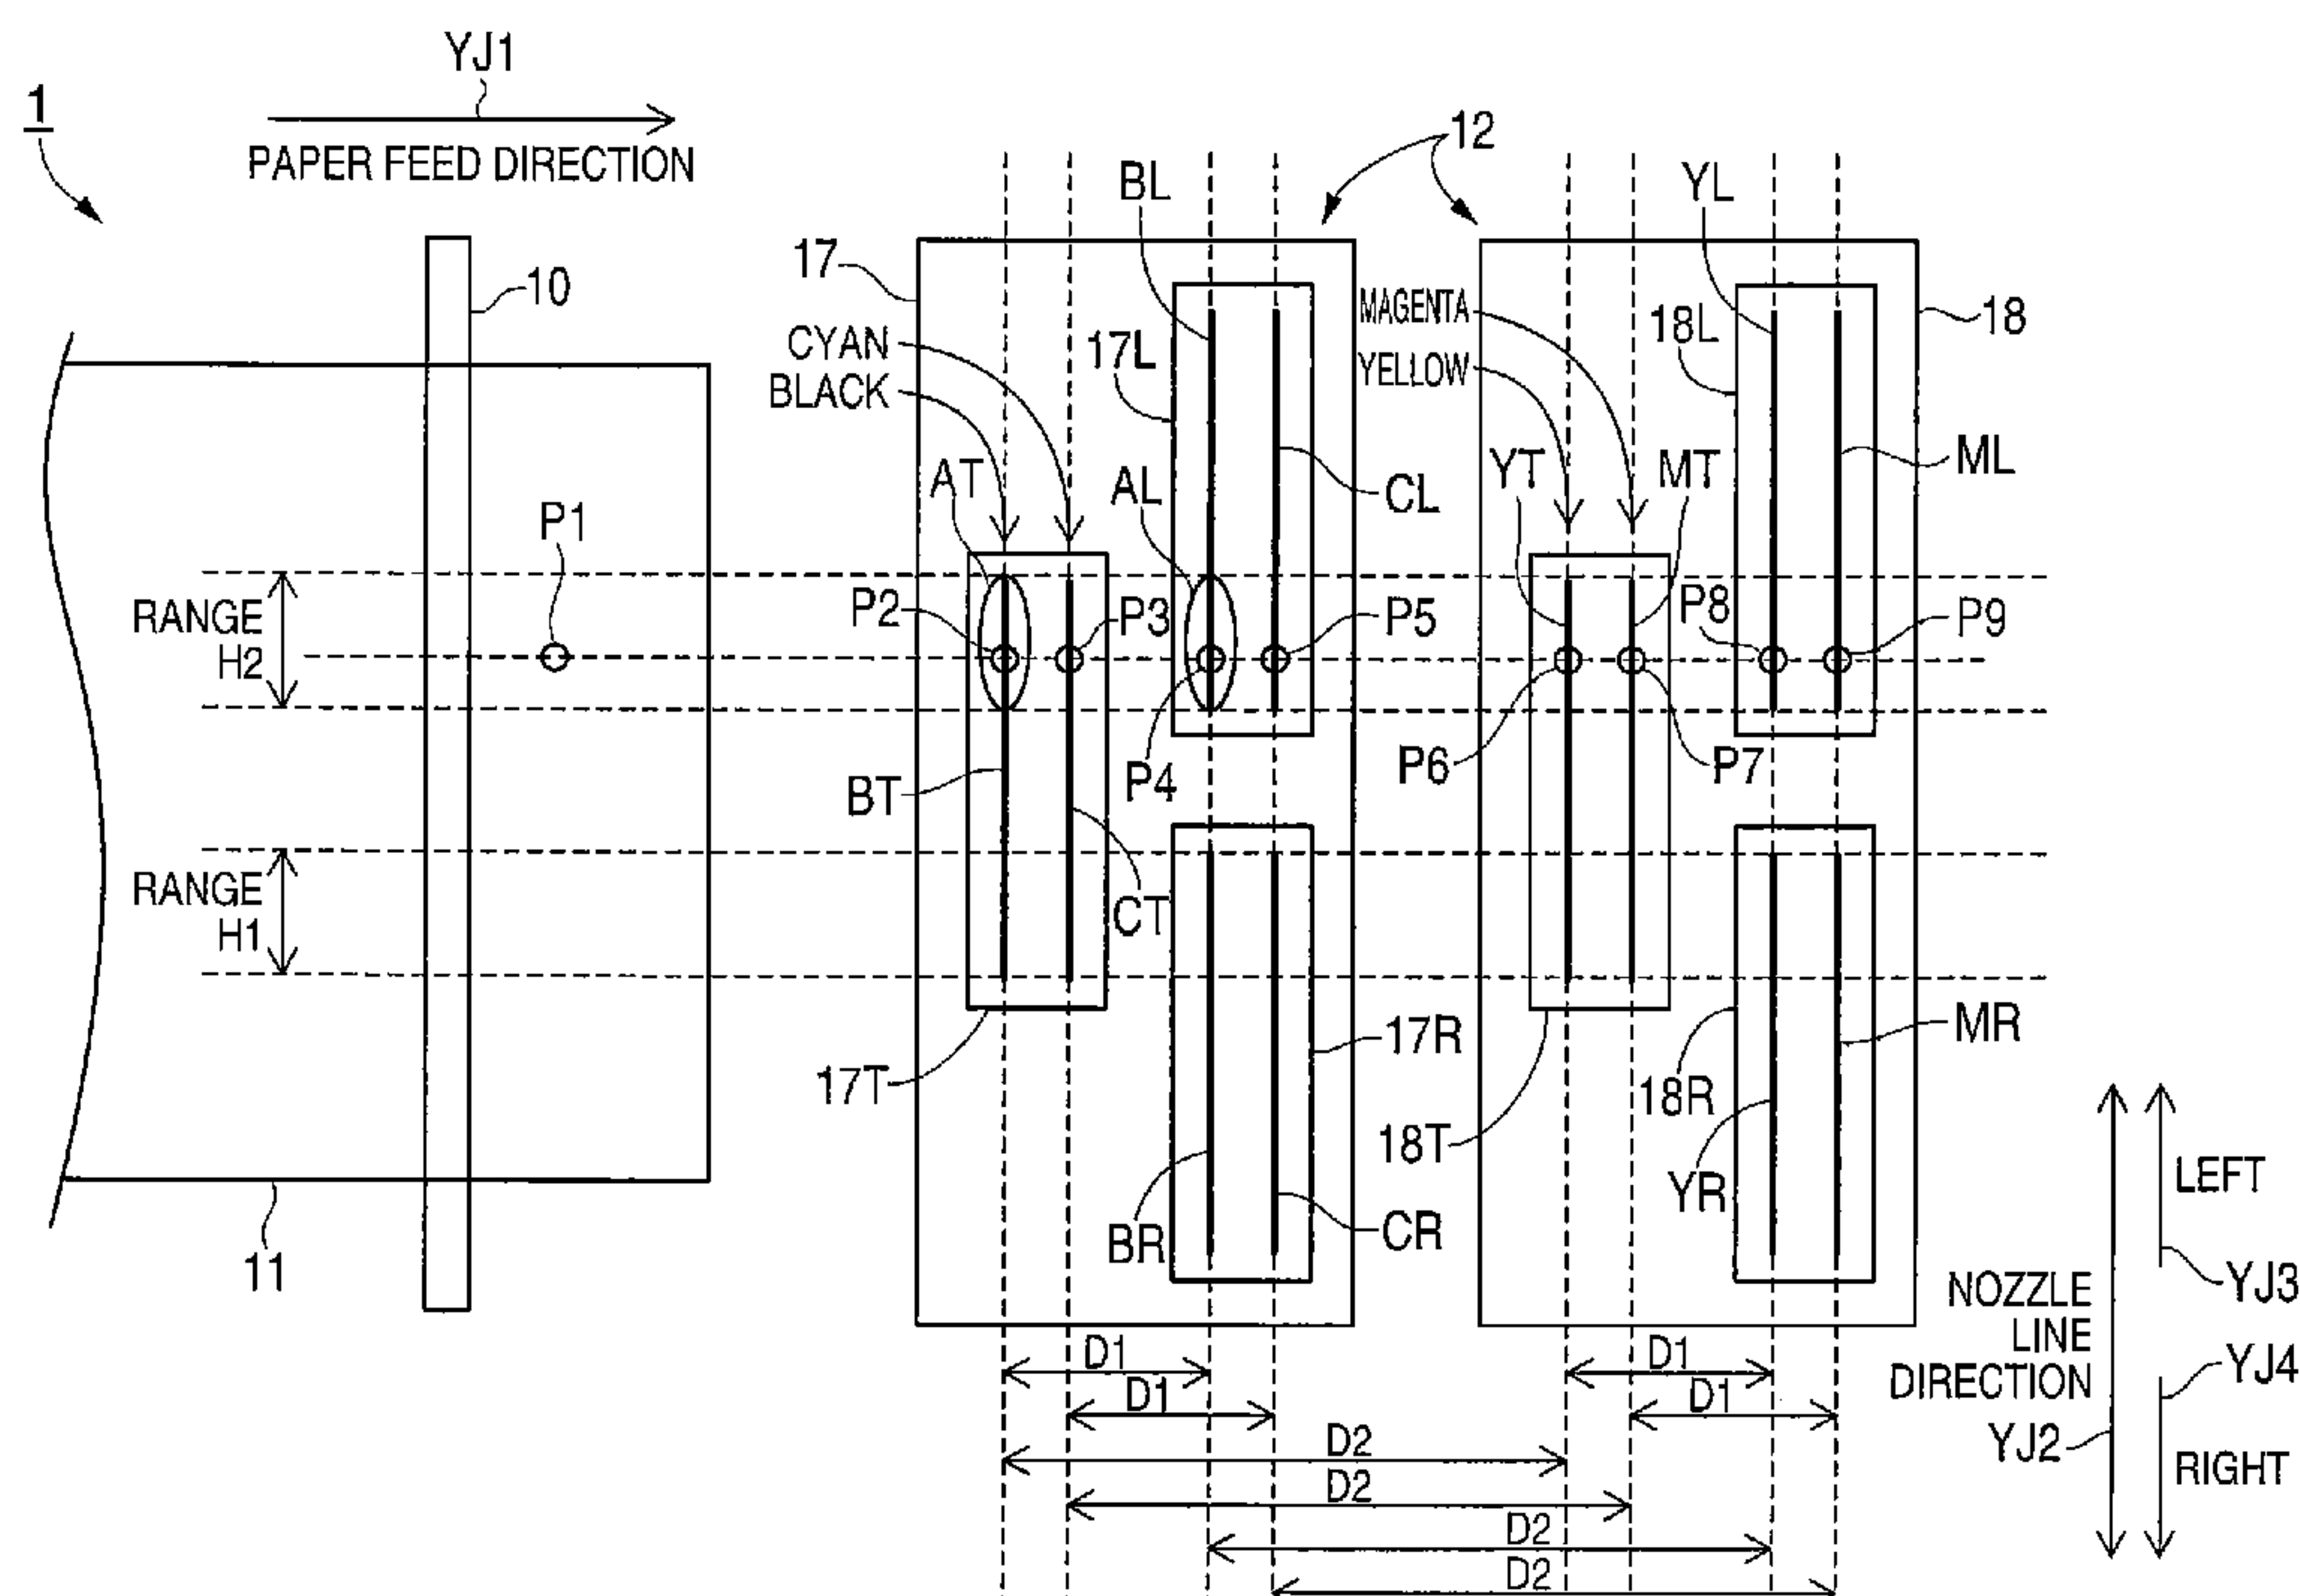 YJ1
1
PAPER FEED DIRECTION
12
BL
YL
17
10
MAGENTA
18
CYAN
17L
18L
BLACK
YELLOW
AT
AL
YT
MT
ML
CL
P1
RANGE
H2
P2
P3
P5
P8
P9
BT
P4
P6
P7
RANGE
H1
CT
17T
17R
18R
MR
18T
LEFT
11
BR
CR
YR
YJ3
NOZZLE
LINE
DIRECTION
D1
D1
YJ4
D1
D1
D2
YJ2
RIGHT
D2
D2
D2